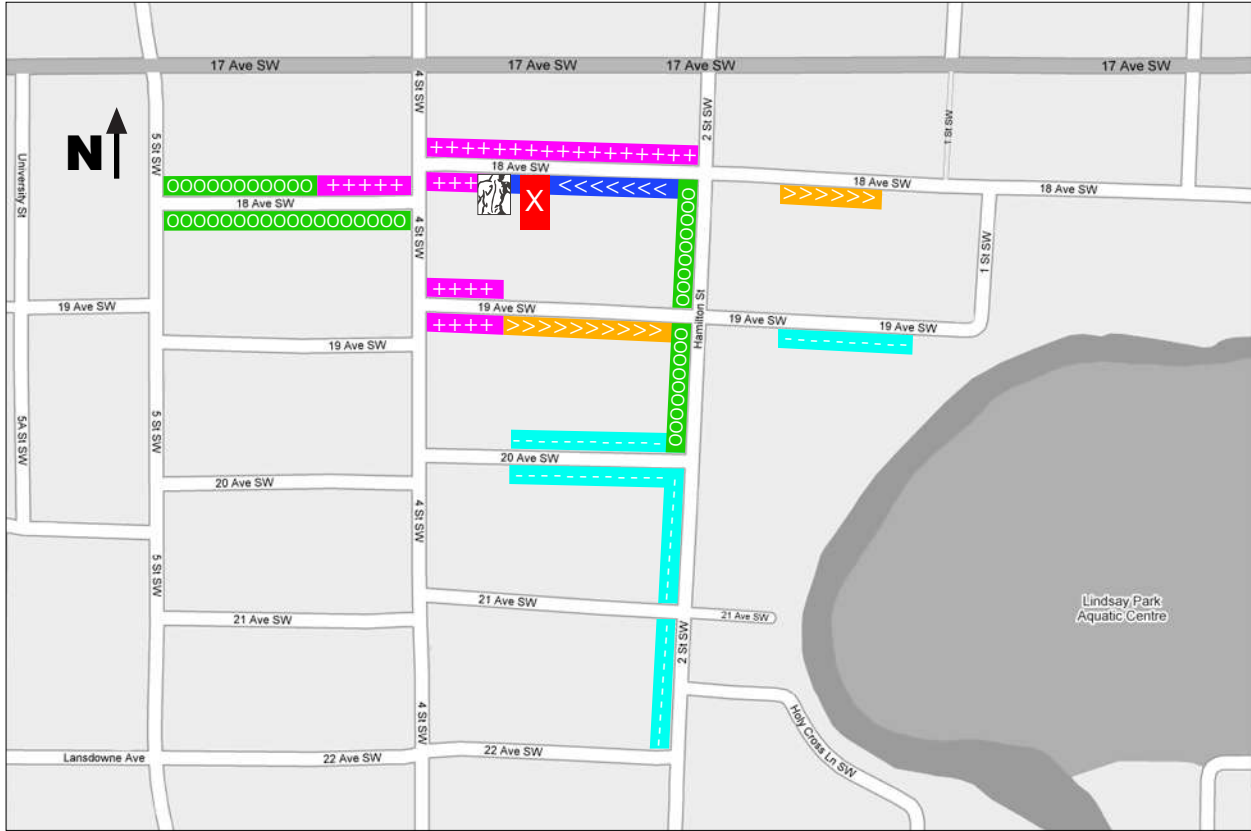 17 Ave SW
17 Ave SW
17 Ave SW
17 Ave SW
4 St SW
2 St SW
1 St SW
N
5 St SW
University St
+++++++++++++++++
18 Ave SW
OOOOOOOOOOO
+++++
+++
<<<<<<<
X
18 Ave SW
>>>>>>
18 Ave SW
18 Ave SW
OOOOOOOOOOOOOOOOOO
4 St SW
OOOOOOOOO
1 St SW
++++
19 Ave SW
19 Ave SW
Hamilton St
19 Ave SW
19 Ave SW
++++
>>>>>>>>>>
19 Ave SW
OOOOOOOOO
5A St SW
5 St SW
20 Ave SW
20 Ave SW
4 St SW
5 St SW
21 Ave SW
21 Ave SW
21 Ave SW
Lindsay Park
Aquatic Centre
2 St SW
4 St SW
Holy Cross Ln SW
Lansdowne Ave
22 Ave SW
22 Ave SW